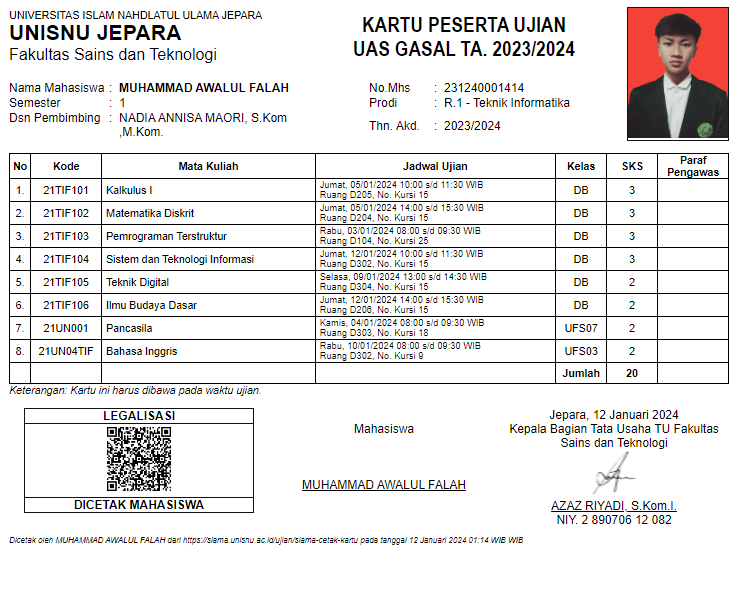 UNIVERSITAS ISLAM NAHDLATUL ULAMA JEPARA
UNISNU JEPARA
Fakultas Sains dan Teknologi
KARTU PESERTA UJIAN
UAS GASAL TA. 2023/2024
Nama Mahasiswa : MUHAMMAD AWALUL FALAH
Semester : 1
Dsn Pembimbing : NADIA ANNISA MAORI, S.Kom
,M.Kom.
No.Mhs : 231240001414
Prodi : R.1 - Teknik Informatika
Thn. Akd. : 2023/2024
No Kode Mata Kuliah Jadwal Ujian Kelas SKS Paraf Pengawas
1. 21TIF101 Kalkulus I Jumat, 05/01/2024 10:00 s/d 11:30 WIB DB 3
Ruang D205, No. Kursi 15
2. 21TIF102 Matematika Diskrit Jumat, 05/01/2024 14:00 s/d 15:30 WIB DB 3
Ruang D204, No. Kursi 15
3. 21TIF103 Pemrograman Terstruktur Rabu, 03/01/2024 08:00 s/d 09:30 WIB DB 3
Ruang D104, No. Kursi 25
4. 21TIF104 Sistem dan Teknologi Informasi Jumat, 12/01/2024 10:00 s/d 11:30 WIB DB 3
Ruang D302, No. Kursi 15
5. 21TIF105 Teknik Digital Selasa, 09/01/2024 13:00 s/d 14:30 WIB DB 2
Ruang D304, No. Kursi 15
6. 21TIF106 Ilmu Budaya Dasar Jumat, 12/01/2024 14:00 s/d 15:30 WIB DB 2
Ruang D206, No. Kursi 15
7. 21UN001 Pancasila Kamis, 04/01/2024 08:00 s/d 09:30 WIB UFS07 2
Ruang D303, No. Kursi 18
8. 21UN04TIF Bahasa Inggris Rabu, 10/01/2024 08:00 s/d 09:30 WIB UFS03 2
Ruang D302, No. Kursi 9
Jumlah 20
Keterangan: Kartu ini harus dibawa pada waktu ujian.
LEGALISASI
DICETAK MAHASISWA
Mahasiswa
MUHAMMAD AWALUL FALAH
Jepara, 12 Januari 2024
Kepala Bagian Tata Usaha TU Fakultas
Sains dan Teknologi
AZAZ RIYADI, S.Kom.I.
NIY. 2 890706 12 082
Dicetak oleh MUHAMMAD AWALUL FALAH dari https://siama.unisnu.ac.id/ujian/siama-cetak-kartu pada tanggal 12 Januari 2024 01:14 WIB WIB